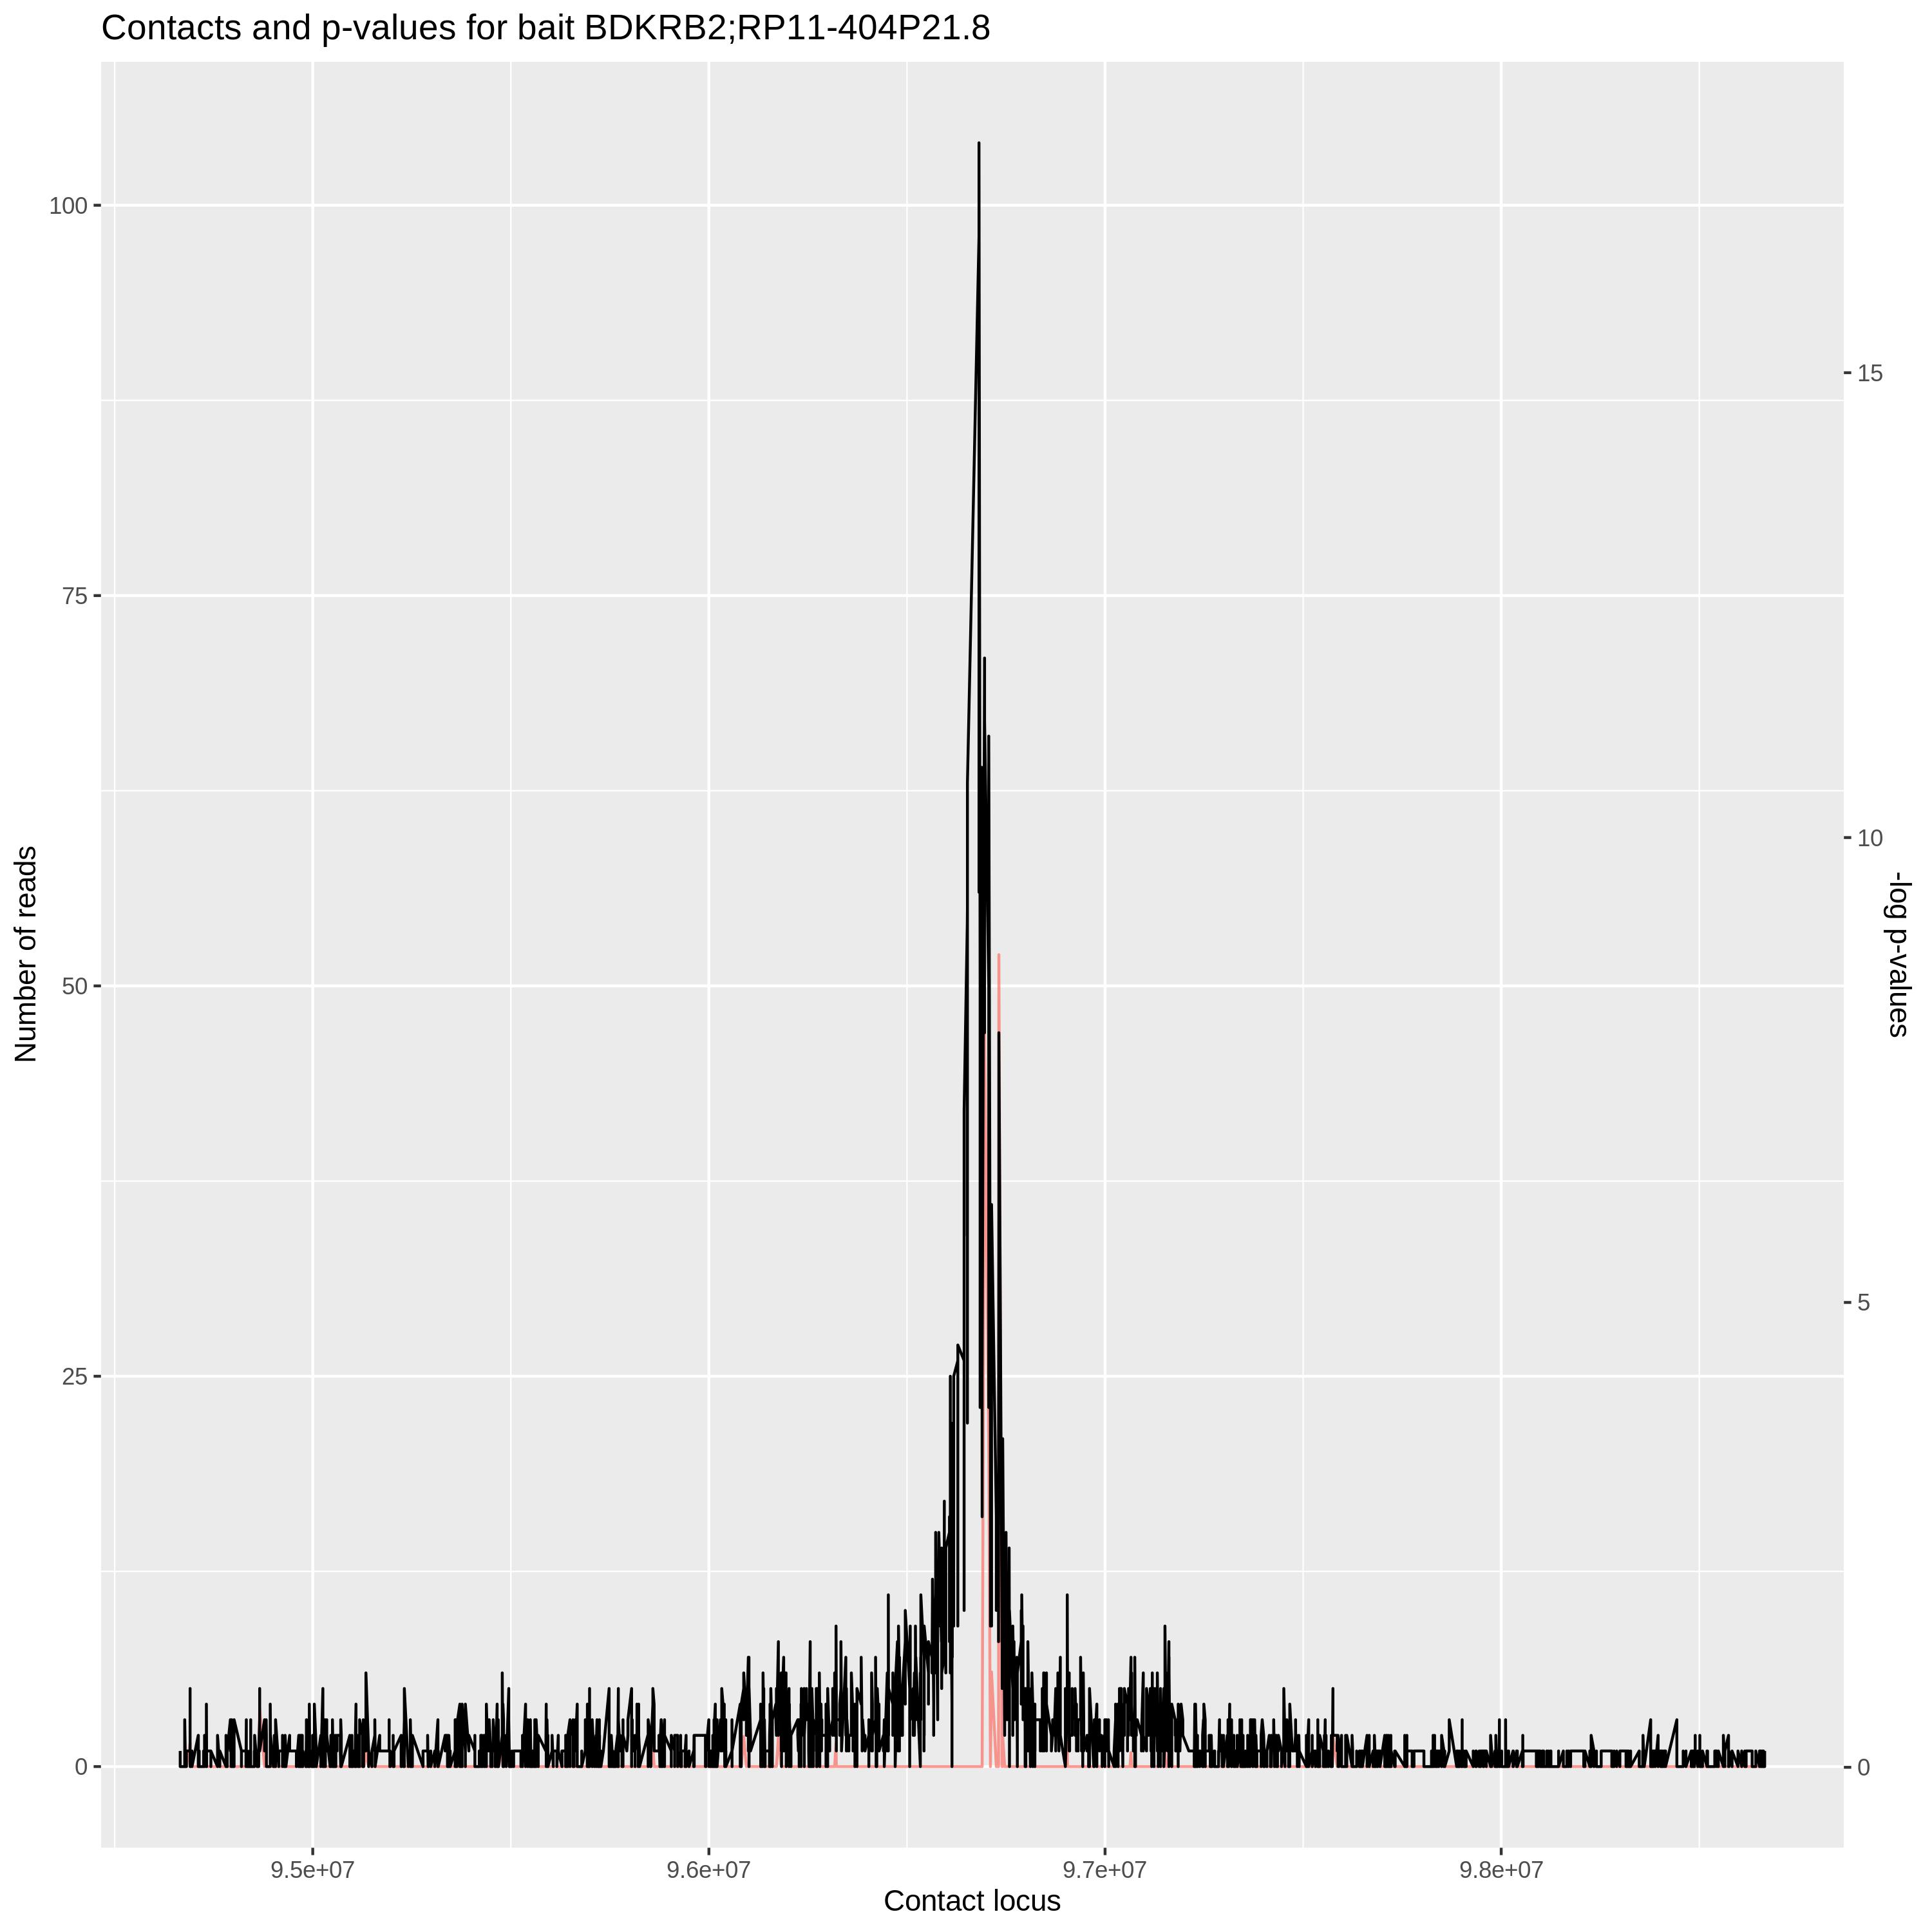 Contacts and p-values for bait BDKRB2;RP11-404P21.8
100
75
50
25
0
Number of reads
15
10
5
0
-log p-values
9.5e+07
9.6e+07
9.7e+07
9.8e+07
Contact locus